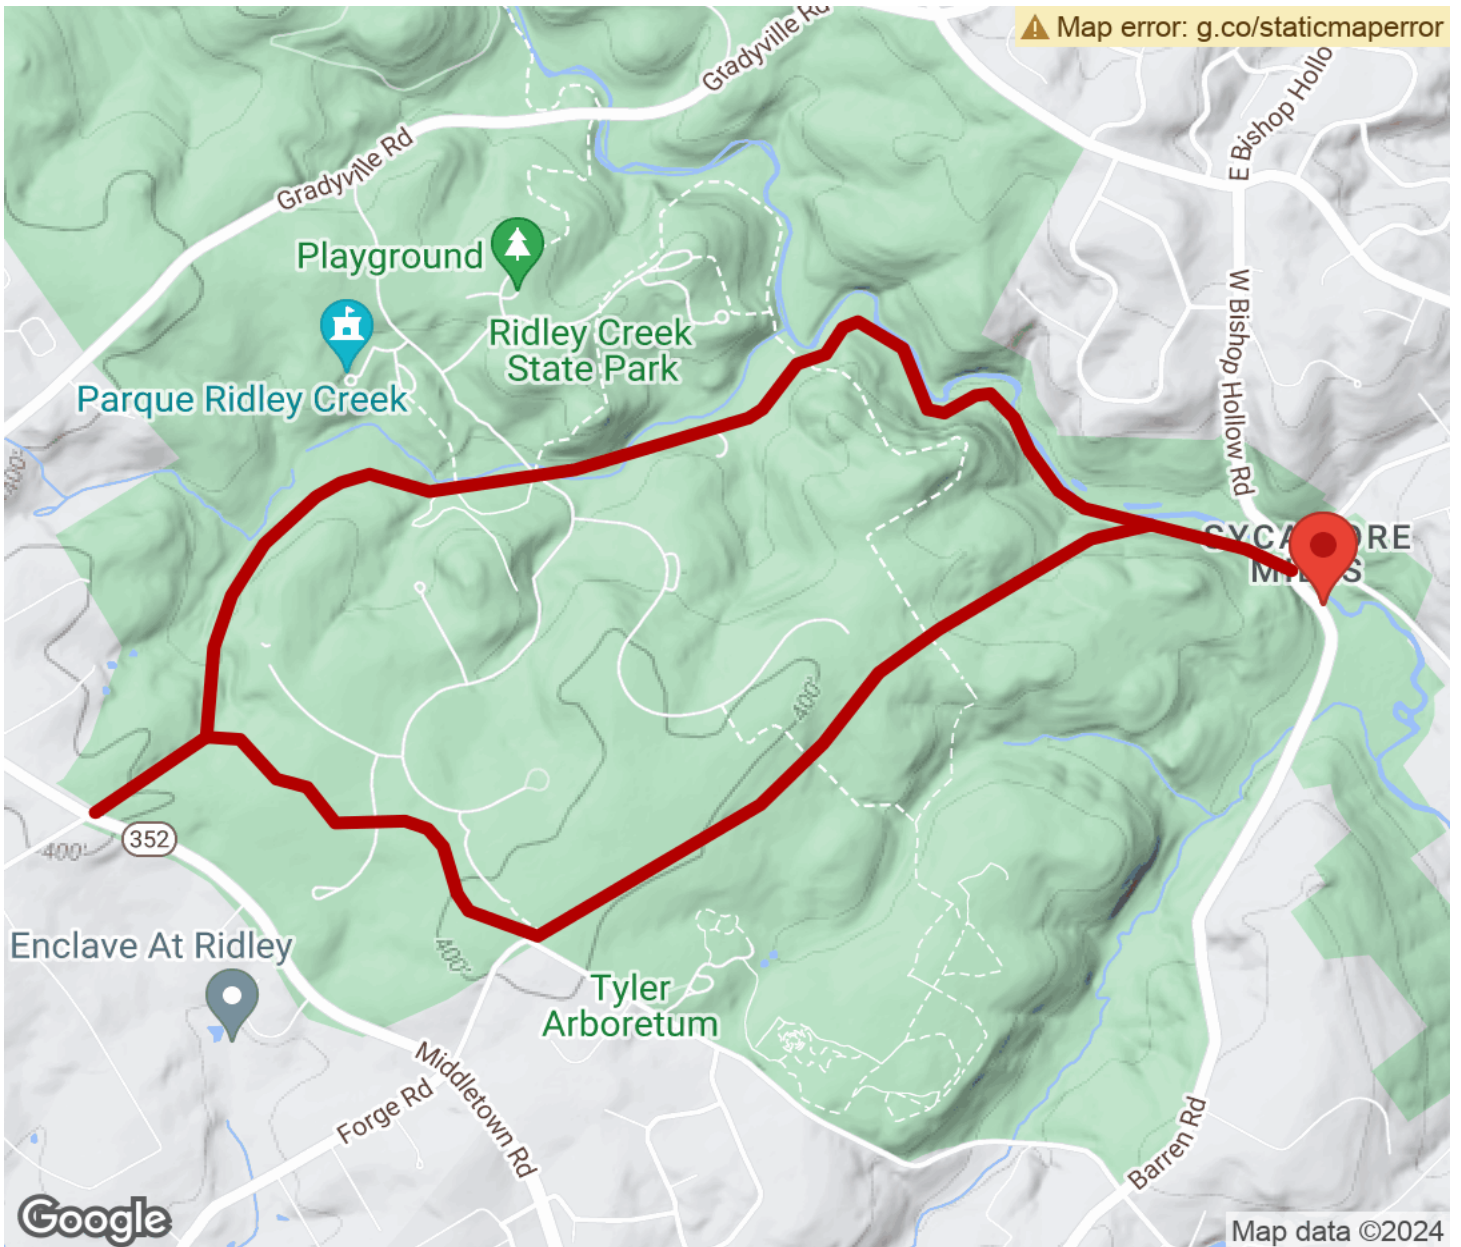 Map error: g.co/staticmaperror
Gradyville Rd
Gradyville Rd
E Bishop Hollo
Playground
Ridley Creek
State Park
Parque Ridley Creek
W Bishop Hollow Rd
400'
400'
400'
400'
352
Enclave At Ridley
Tyler
Arboretum
Middletown Rd
Forge Rd
Barren Rd
Google
Map data ©2024